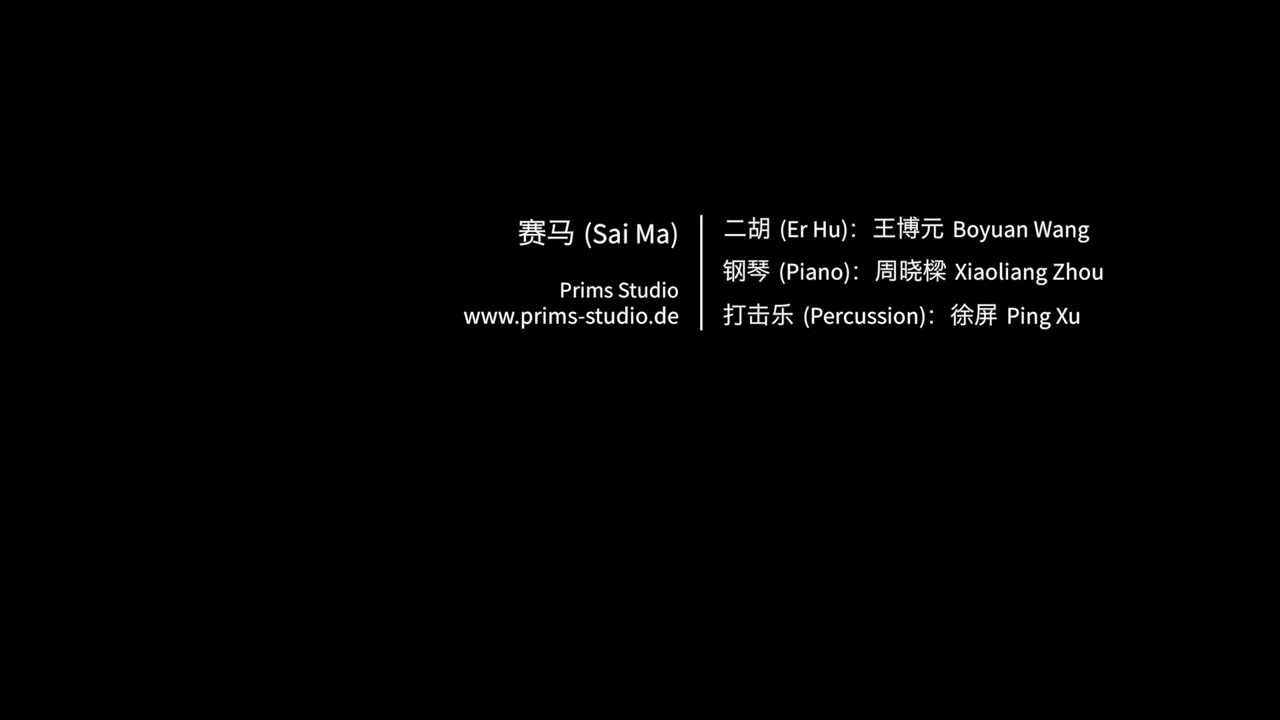 赛马 (Sai Ma)
Prims Studio
www.prims-studio.de
二胡 (Er Hu): 王博元 Boyuan Wang
钢琴 (Piano): 周晓樑 Xiaoliang Zhou
打击乐 (Percussion): 徐屏 Ping Xu